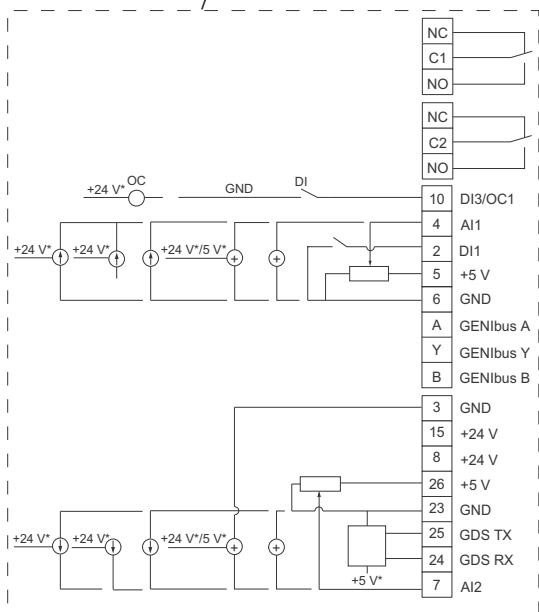 NC
C1
NO
NC
C2
NO
+24 V* OC GND DI 10 DI3/OC1
4 AI1
2 DI1
+24 V* +24 V* +24 V*/5 V* + +
5 +5 V
6 GND
A GENIbus A
Y GENIbus Y
B GENIbus B
3 GND
15 +24 V
8 +24 V
26 +5 V
23 GND
25 GDS TX
+24 V* +24 V* +24 V*/5 V* + +
24 GDS RX
+5 V*
7 AI2